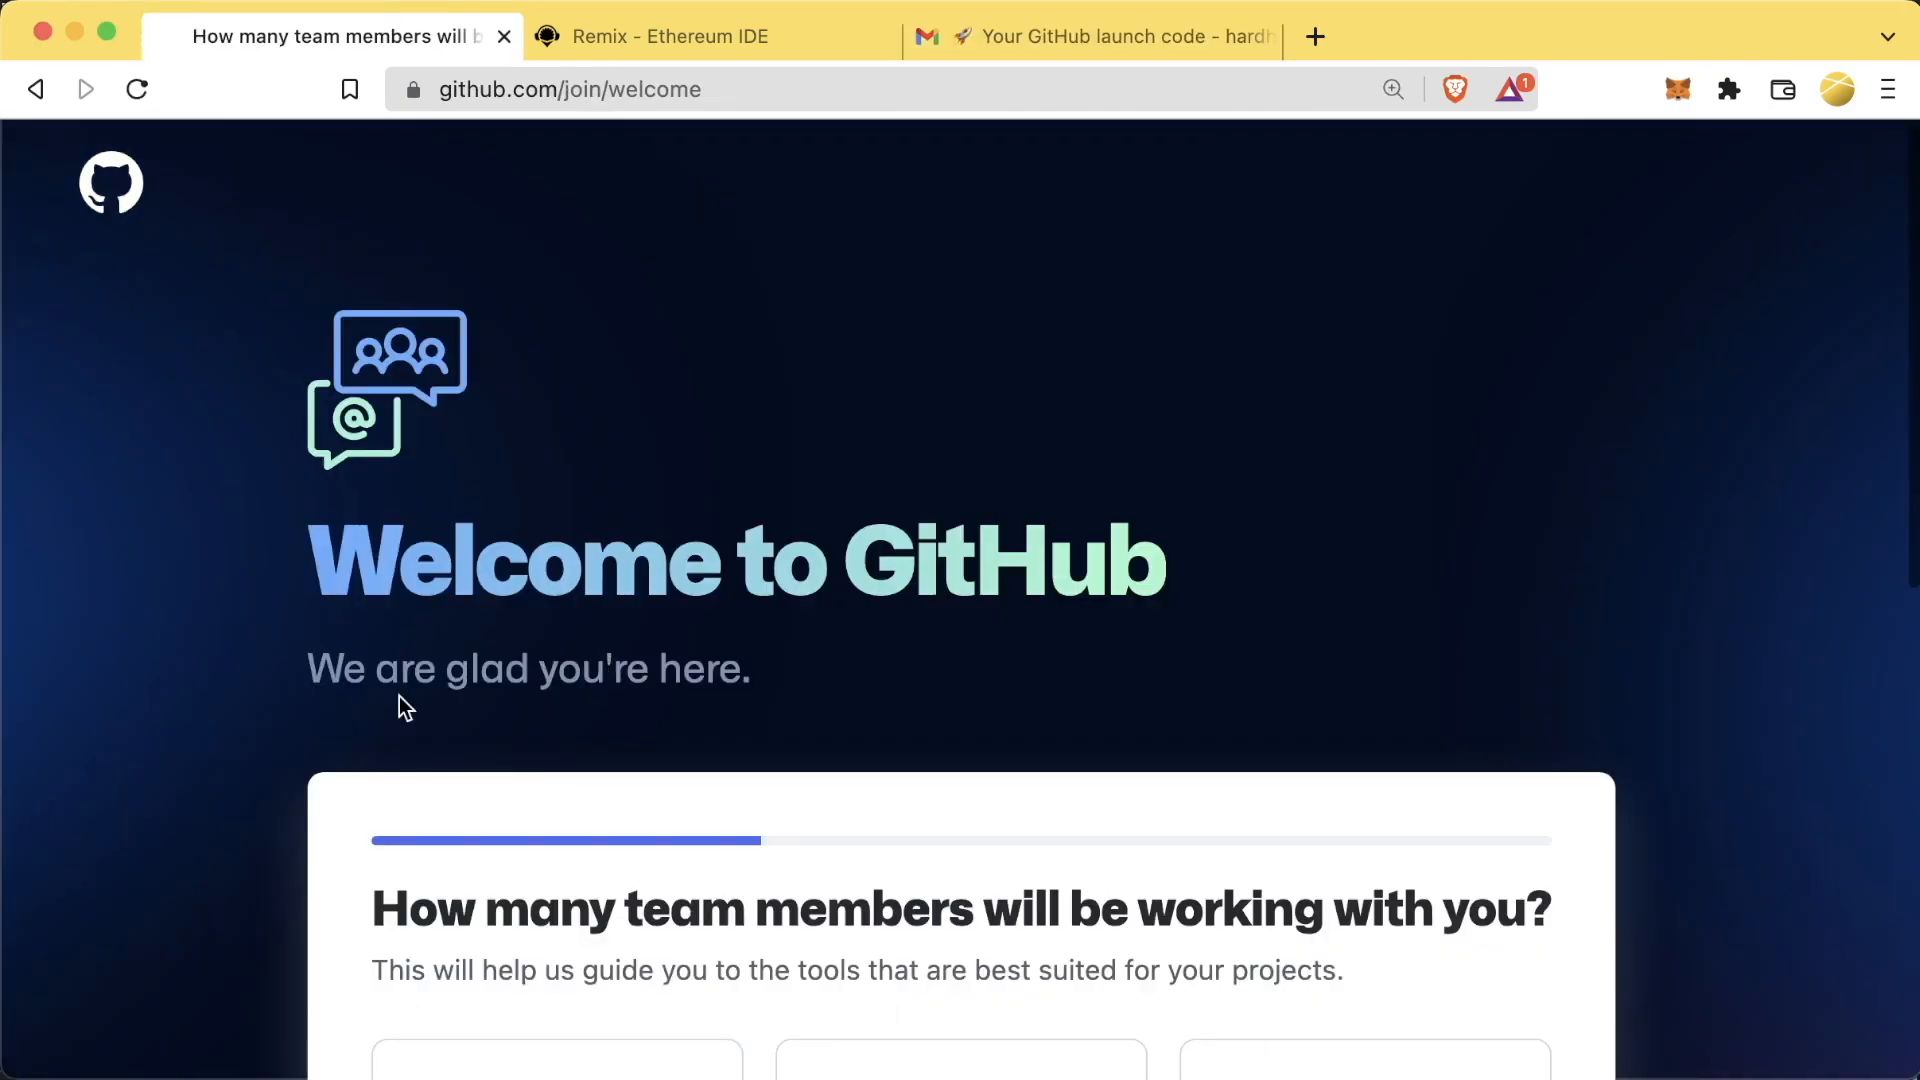 How many team members will b
Remix - Ethereum IDE
🚀 Your GitHub launch code - hardh
github.com/join/welcome
1
@
Welcome to GitHub
We are glad you're here.
How many team members will be working with you?
This will help us guide you to the tools that are best suited for your projects.